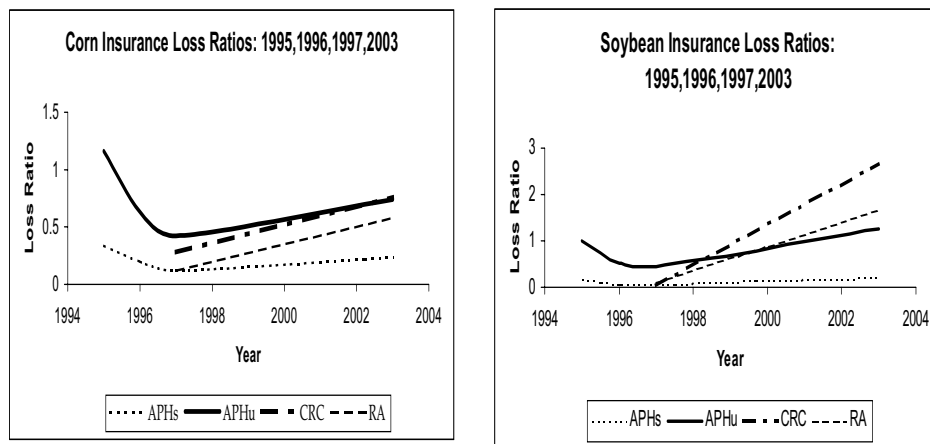 Corn Insurance Loss Ratios: 1995,1996,1997,2003
1.5
1
0.5
0
Loss Ratio
1994 1996 1998 2000 2002 2004
Year
APHs APHu CRC RA
Soybean Insurance Loss Ratios:
1995,1996,1997,2003
3
2
1
0
Loss Ratio
1994 1996 1998 2000 2002 2004
Year
APHs APHu CRC RA